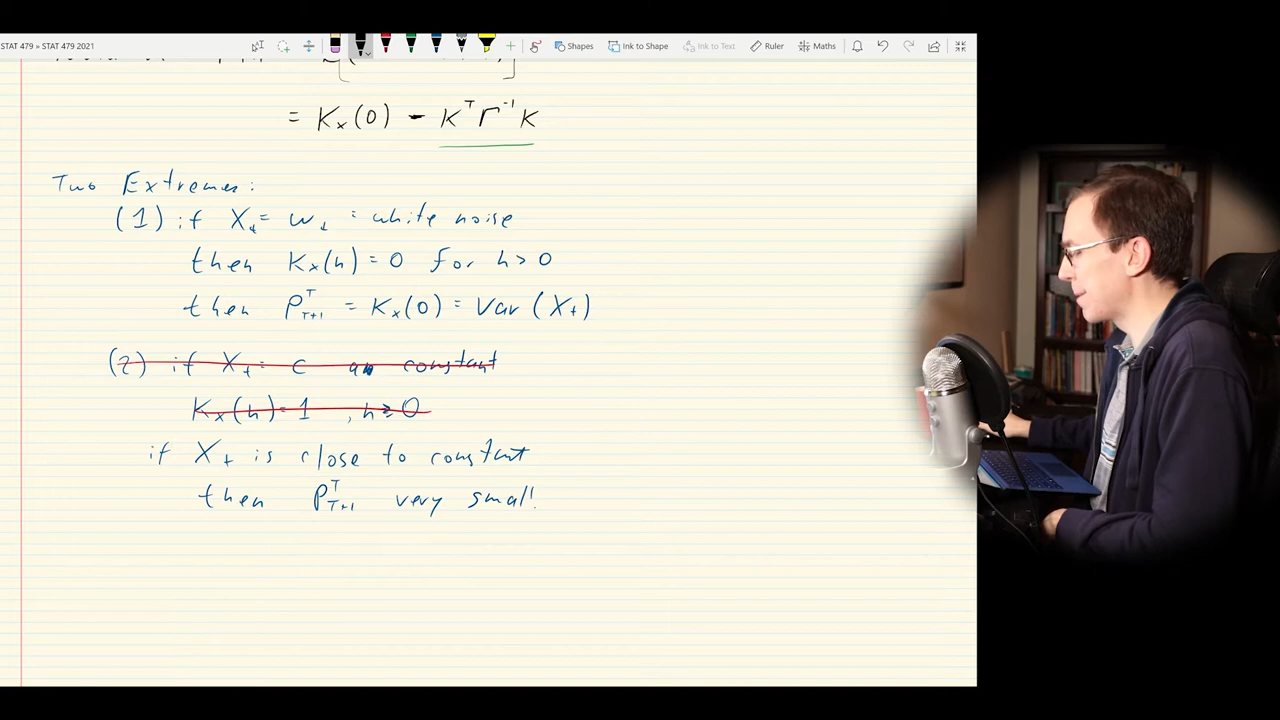 STAT 479 » STAT 479 2021
Shapes
Ink to Shape
Ink to Text
Ruler
Maths
= Kₓ(0) - KᵀΓ⁻¹K
Two Extremes:
(1) if Xₜ = wₜ = white noise
then Kₓ(h) = 0 for h > 0
then Pᵀ_T+1 = Kₓ(0) = Var (Xₜ)
(2) if Xₜ = c a constant
Kₓ(h) = 1 , h ≥ 0
if Xₜ is close to constant
then Pᵀ_T+1 very small!